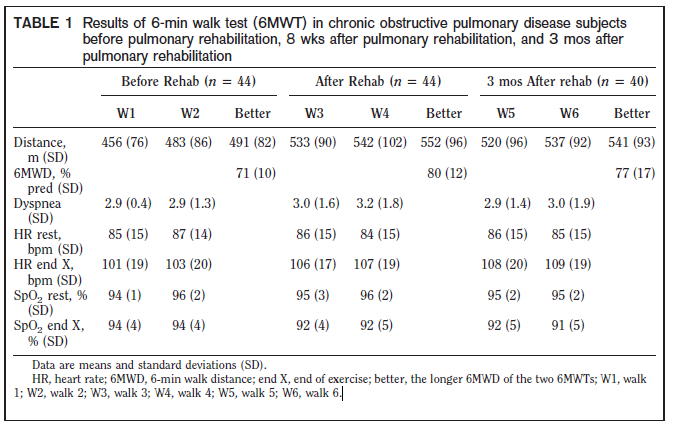 TABLE 1 Results of 6-min walk test (6MWT) in chronic obstructive pulmonary disease subjects
before pulmonary rehabilitation, 8 wks after pulmonary rehabilitation, and 3 mos after
pulmonary rehabilitation
Before Rehab (n = 44) After Rehab (n = 44) 3 mos After rehab (n = 40)
W1 W2 Better W3 W4 Better W5 W6 Better
Distance, 456 (76) 483 (86) 491 (82) 533 (90) 542 (102) 552 (96) 520 (96) 537 (92) 541 (93)
m (SD)
6MWD, % 71 (10) 80 (12) 77 (17)
pred (SD)
Dyspnea 2.9 (0.4) 2.9 (1.3) 3.0 (1.6) 3.2 (1.8) 2.9 (1.4) 3.0 (1.9)
(SD)
HR rest, 85 (15) 87 (14) 86 (15) 84 (15) 86 (15) 85 (15)
bpm (SD)
HR end X, 101 (19) 103 (20) 106 (17) 107 (19) 108 (20) 109 (19)
bpm (SD)
SpO₂ rest, % 94 (1) 96 (2) 95 (3) 96 (2) 95 (2) 95 (2)
(SD)
SpO₂ end X, 94 (4) 94 (4) 92 (4) 92 (5) 92 (5) 91 (5)
% (SD)
Data are means and standard deviations (SD).
HR, heart rate; 6MWD, 6-min walk distance; end X, end of exercise; better, the longer 6MWD of the two 6MWTs; W1, walk
1; W2, walk 2; W3, walk 3; W4, walk 4; W5, walk 5; W6, walk 6.